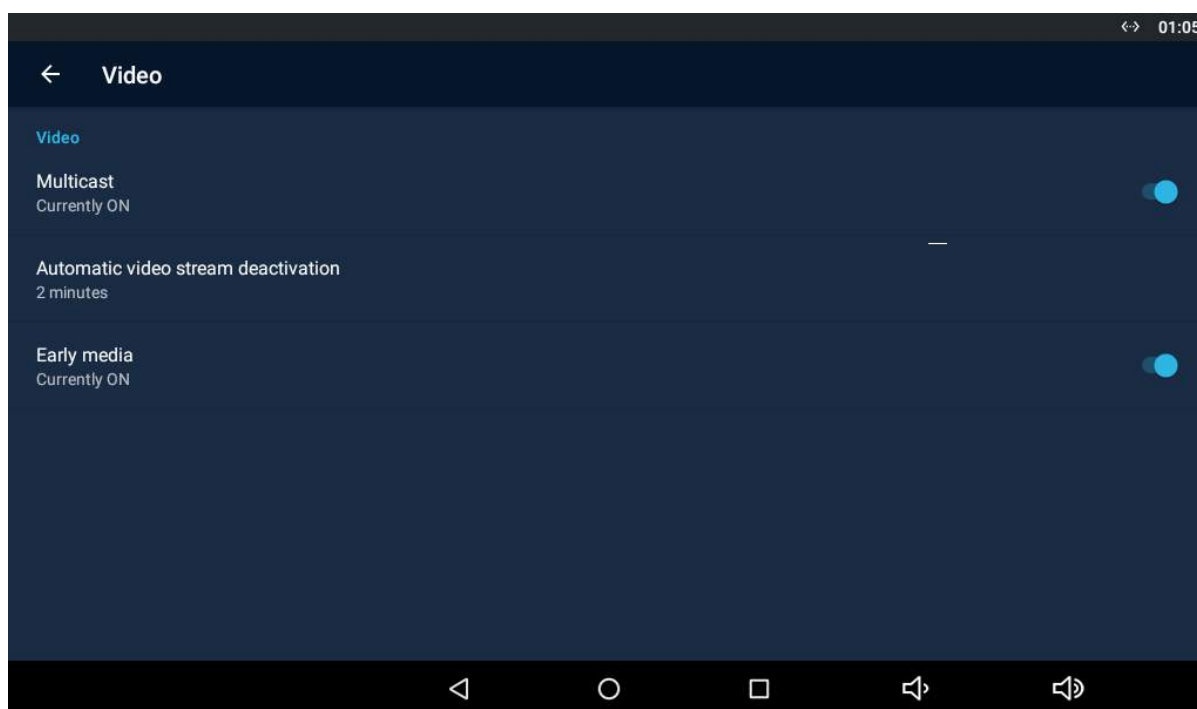 01:05
Video
Video
Multicast
Currently ON
Automatic video stream deactivation
2 minutes
Early media
Currently ON